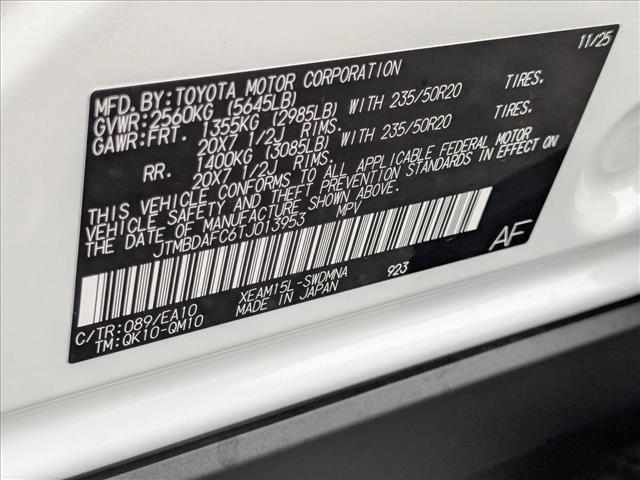 11/25
MFD.BY:TOYOTA MOTOR CORPORATION
GVWR:2560KG (5645LB)
GAWR:FRT. 1355KG (2985LB) WITH 235/50R20 TIRES.
20X7 1/2J RIMS.
RR. 1400KG (3085LB) WITH 235/50R20 TIRES.
20X7 1/2J RIMS.
THIS VEHICLE CONFORMS TO ALL APPLICABLE FEDERAL MOTOR
VEHICLE SAFETY AND THEFT PREVENTION STANDARDS IN EFFECT ON
THE DATE OF MANUFACTURE SHOWN ABOVE.
JTMBDAFC6TJ013953 MPV
AF
C/TR:089/EA10 XEAM15L-SWDMNA 923
TM:QK10-QM10 MADE IN JAPAN